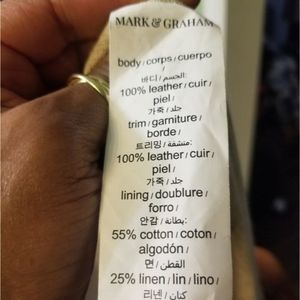 MARK & GRAHAM
body / corps / cuerpo
/
바디 / الجسم:
100% leather / cuir /
piel /
가죽 / جلد
trim / garniture /
borde /
트리밍 / منتشفة:
100% leather / cuir /
piel /
가죽 / جلد
lining / doublure /
forro /
안감 / بطانة:
55% cotton / coton /
algodón /
면 / القطن
25% linen / lin / lino /
리넨 / كتان